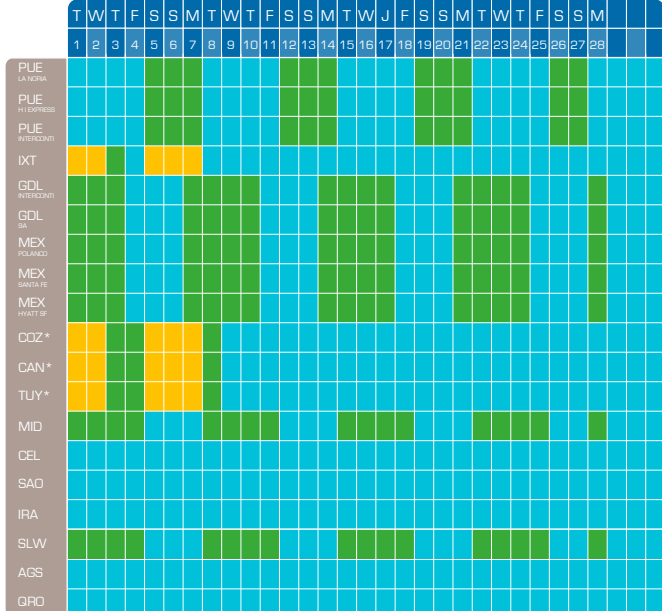 T W T F S S M T W T F S S M T W J F S S M T W T F S S M
1 2 3 4 5 6 7 8 9 10 11 12 13 14 15 16 17 18 19 20 21 22 23 24 25 26 27 28
PUE
LA NORIA
PUE
H I EXPRESS
PUE
INTERCONTI
IXT
GDL
INTERCONTI
GDL
SA
MEX
POLANCO
MEX
SANTA FE
MEX
HYATT SF
COZ*
CAN*
TUY*
MID
CEL
SAO
IRA
SLW
AGS
QRO